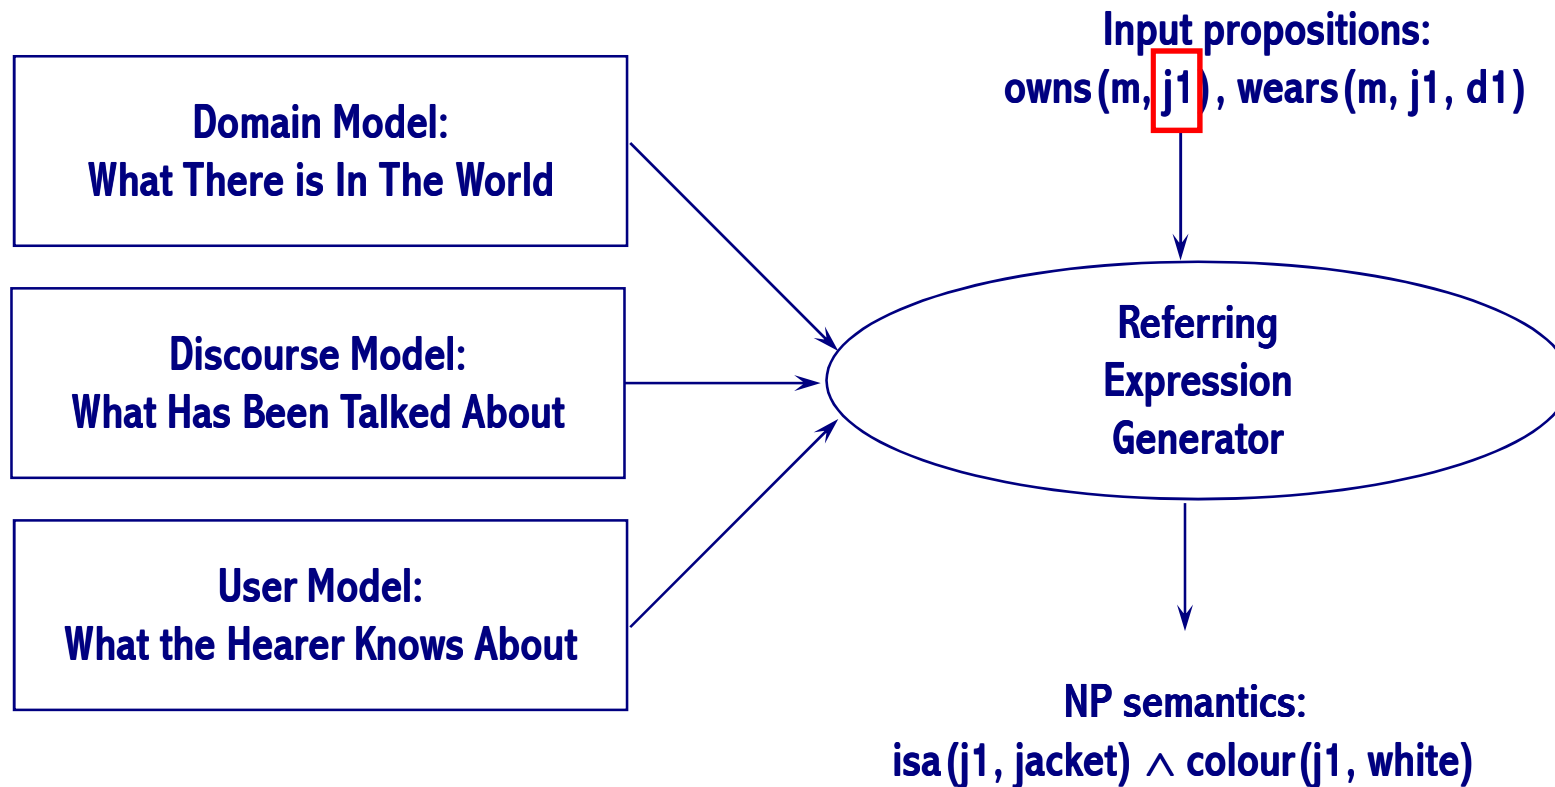 Input propositions:
owns(m, j1), wears(m, j1, d1)
Domain Model:
What There is In The World
Discourse Model:
What Has Been Talked About
User Model:
What the Hearer Knows About
Referring
Expression
Generator
NP semantics:
isa(j1, jacket) ∧ colour(j1, white)